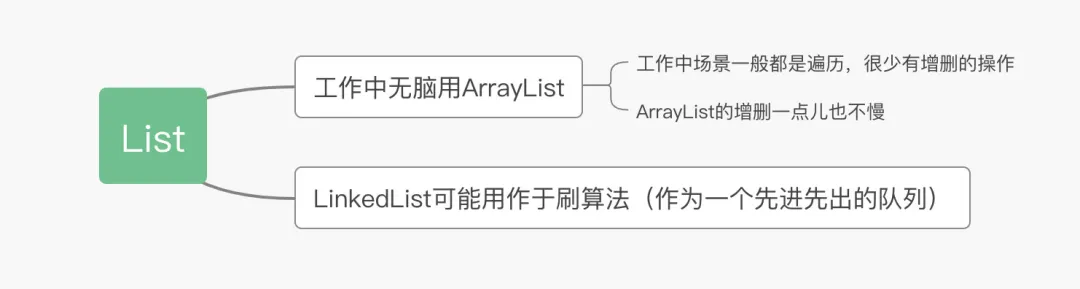 List
工作中无脑用ArrayList
工作中场景一般都是遍历，很少有增删的操作
ArrayList的增删一点儿也不慢
LinkedList可能用作于刷算法（作为一个先进先出的队列）